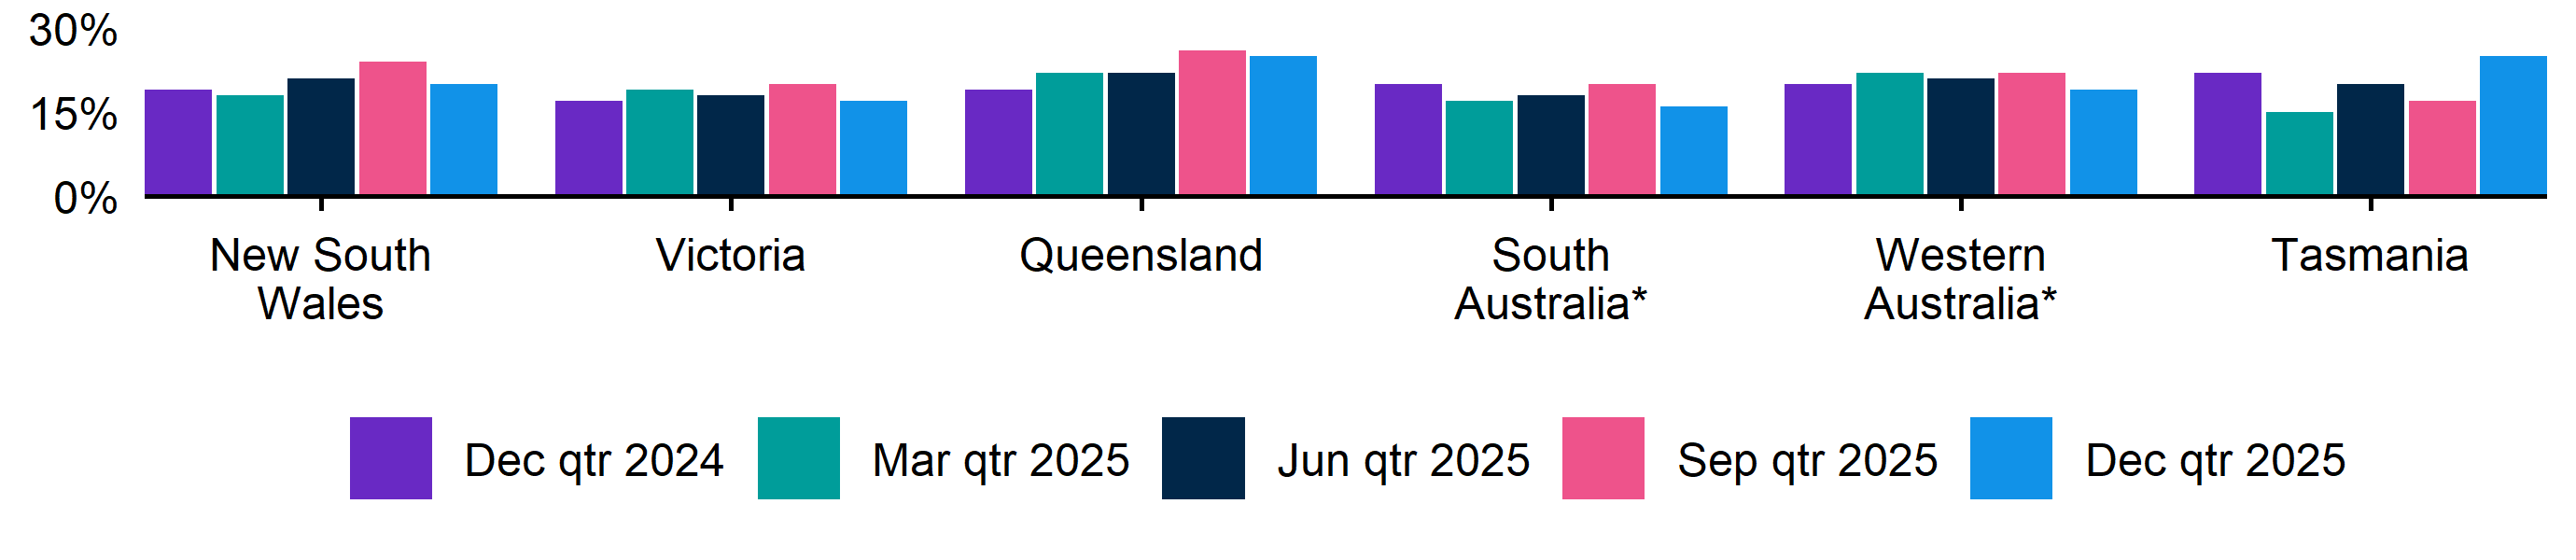 30%
15%
0%
New South
Wales
Victoria
Queensland
South
Australia*
Western
Australia*
Tasmania
Dec qtr 2024
Mar qtr 2025
Jun qtr 2025
Sep qtr 2025
Dec qtr 2025